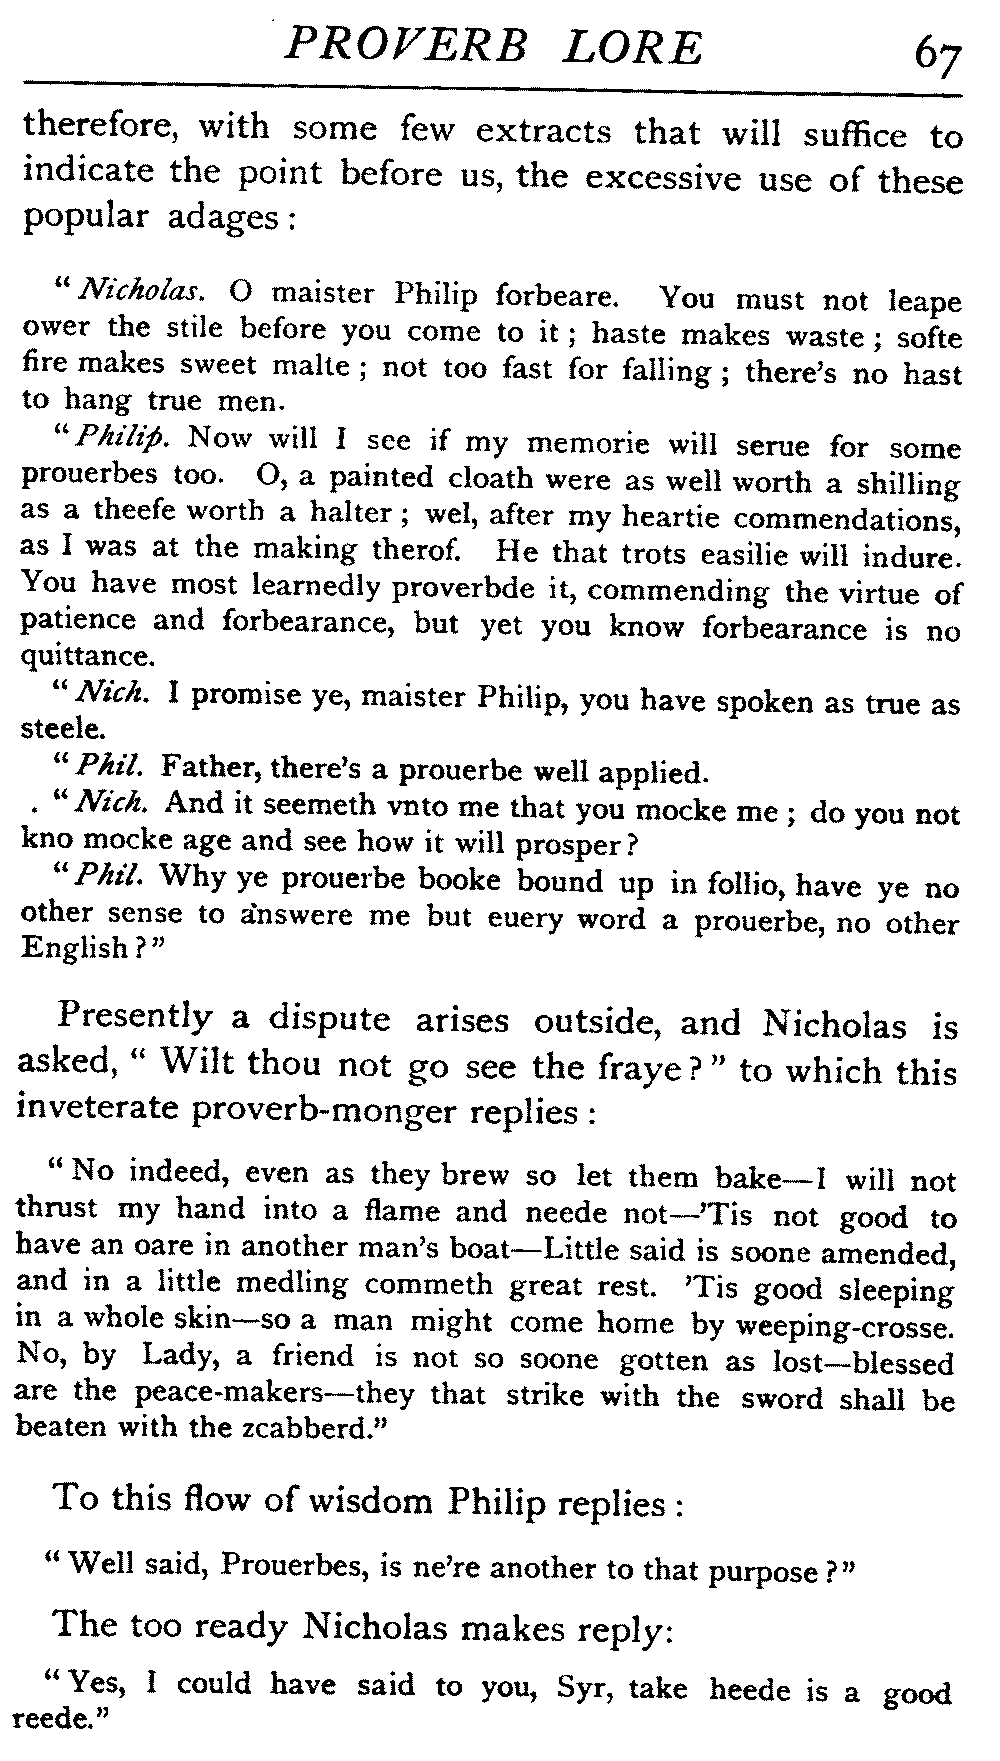 PROVERB LORE 67
therefore, with some few extracts that will suffice to
indicate the point before us, the excessive use of these
popular adages :
“ Nicholas. O maister Philip forbeare. You must not leape
ower the stile before you come to it ; haste makes waste ; softe
fire makes sweet malte ; not too fast for falling ; there's no hast
to hang true men.
“ Philip. Now will I see if my memorie will serue for some
prouerbes too. O, a painted cloath were as well worth a shilling
as a theefe worth a halter ; wel, after my heartie commendations,
as I was at the making therof. He that trots easilie will indure.
You have most learnedly proverbde it, commending the virtue of
patience and forbearance, but yet you know forbearance is no
quittance.
“ Nich. I promise ye, maister Philip, you have spoken as true as
steele.
“ Phil. Father, there's a prouerbe well applied.
“ Nich. And it seemeth vnto me that you mocke me ; do you not
kno mocke age and see how it will prosper ?
“ Phil. Why ye prouerbe booke bound up in follio, have ye no
other sense to answere me but euery word a prouerbe, no other
English ? ”
Presently a dispute arises outside, and Nicholas is
asked, “ Wilt thou not go see the fraye ? ” to which this
inveterate proverb-monger replies :
“ No indeed, even as they brew so let them bake—I will not
thrust my hand into a flame and neede not—'Tis not good to
have an oare in another man's boat—Little said is soone amended,
and in a little medling commeth great rest. 'Tis good sleeping
in a whole skin—so a man might come home by weeping-crosse.
No, by Lady, a friend is not so soone gotten as lost—blessed
are the peace-makers—they that strike with the sword shall be
beaten with the zcabberd.”
To this flow of wisdom Philip replies :
“ Well said, Prouerbes, is ne're another to that purpose ? ”
The too ready Nicholas makes reply:
“ Yes, I could have said to you, Syr, take heede is a good
reede.”